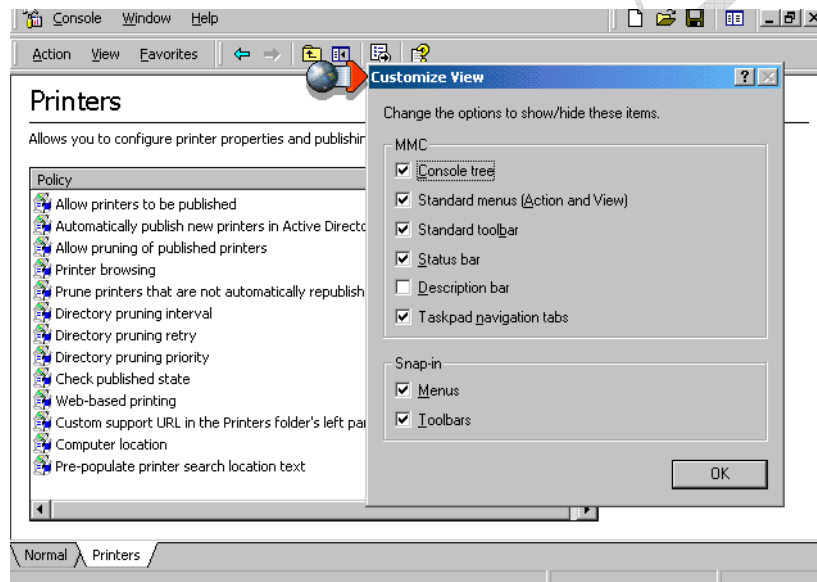 Console Window Help
Action View Favorites
Printers
Allows you to configure printer properties and publishin
Policy
Allow printers to be published
Automatically publish new printers in Active Directo
Allow pruning of published printers
Printer browsing
Prune printers that are not automatically republish
Directory pruning interval
Directory pruning retry
Directory pruning priority
Check published state
Web-based printing
Custom support URL in the Printers folder's left pa
Computer location
Pre-populate printer search location text
Normal Printers
Customize View
Change the options to show/hide these items.
MMC
Console tree
Standard menus (Action and View)
Standard toolbar
Status bar
Description bar
Taskpad navigation tabs
Snap-in
Menus
Toolbars
OK